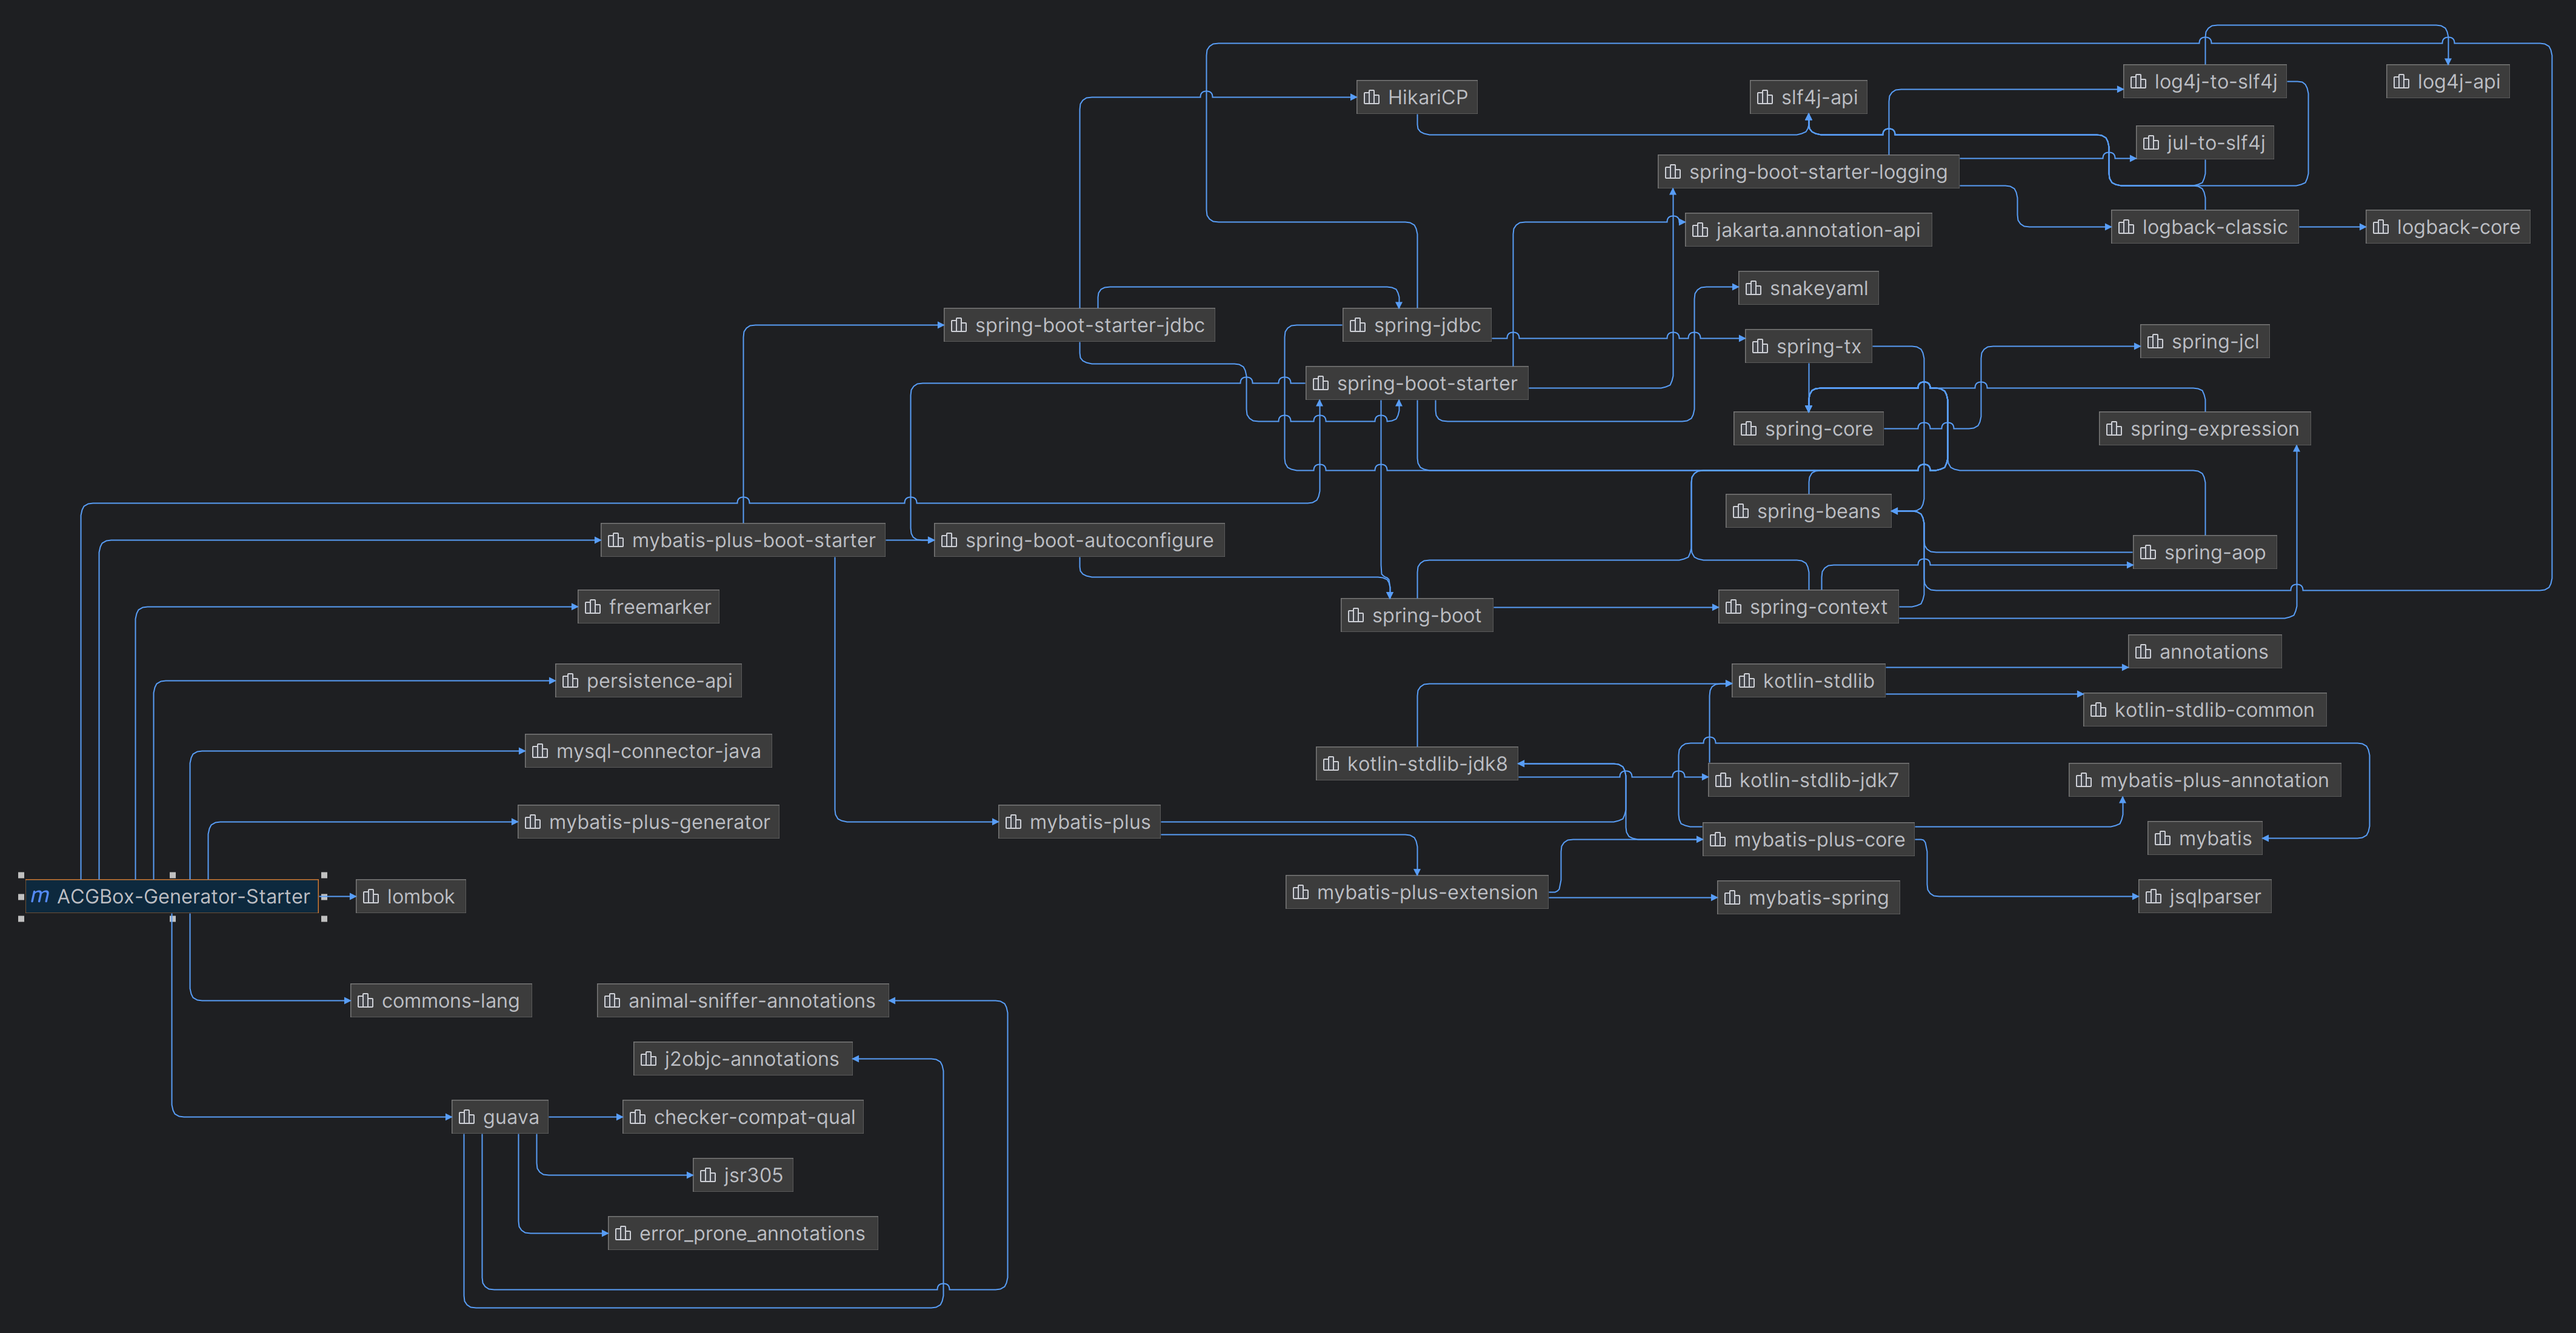 log4j-to-slf4j
log4j-api
HikariCP
slf4j-api
jul-to-slf4j
spring-boot-starter-logging
jakarta.annotation-api
logback-classic
logback-core
snakeyaml
spring-boot-starter-jdbc
spring-jdbc
spring-tx
spring-jcl
spring-boot-starter
spring-core
spring-expression
spring-beans
mybatis-plus-boot-starter
spring-boot-autoconfigure
spring-aop
freemarker
spring-boot
spring-context
annotations
persistence-api
kotlin-stdlib
kotlin-stdlib-common
mysql-connector-java
kotlin-stdlib-jdk8
kotlin-stdlib-jdk7
mybatis-plus-annotation
mybatis-plus-generator
mybatis-plus
mybatis-plus-core
mybatis
m ACGBox-Generator-Starter
lombok
mybatis-plus-extension
mybatis-spring
jsqlparser
commons-lang
animal-sniffer-annotations
j2objc-annotations
guava
checker-compat-qual
jsr305
error_prone_annotations